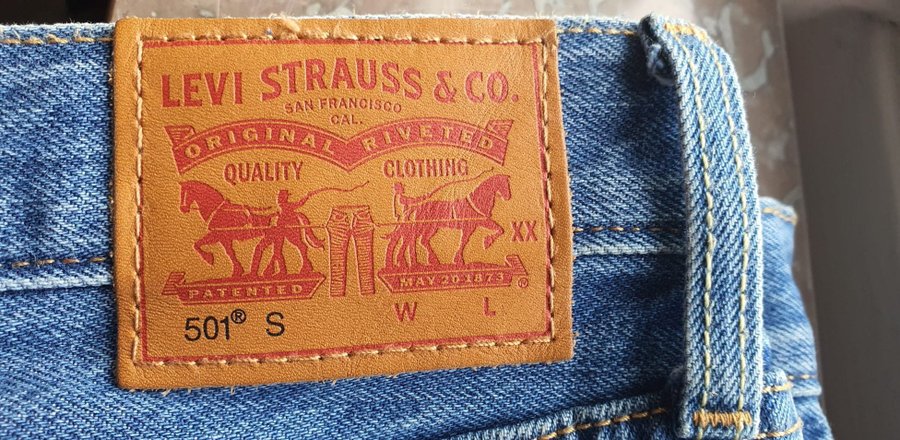 LEVI STRAUSS & CO.
SAN FRANCISCO
CAL.
ORIGINAL RIVETED
QUALITY CLOTHING
XX
PATENTED MAY 20 1873 ®
501® S W L